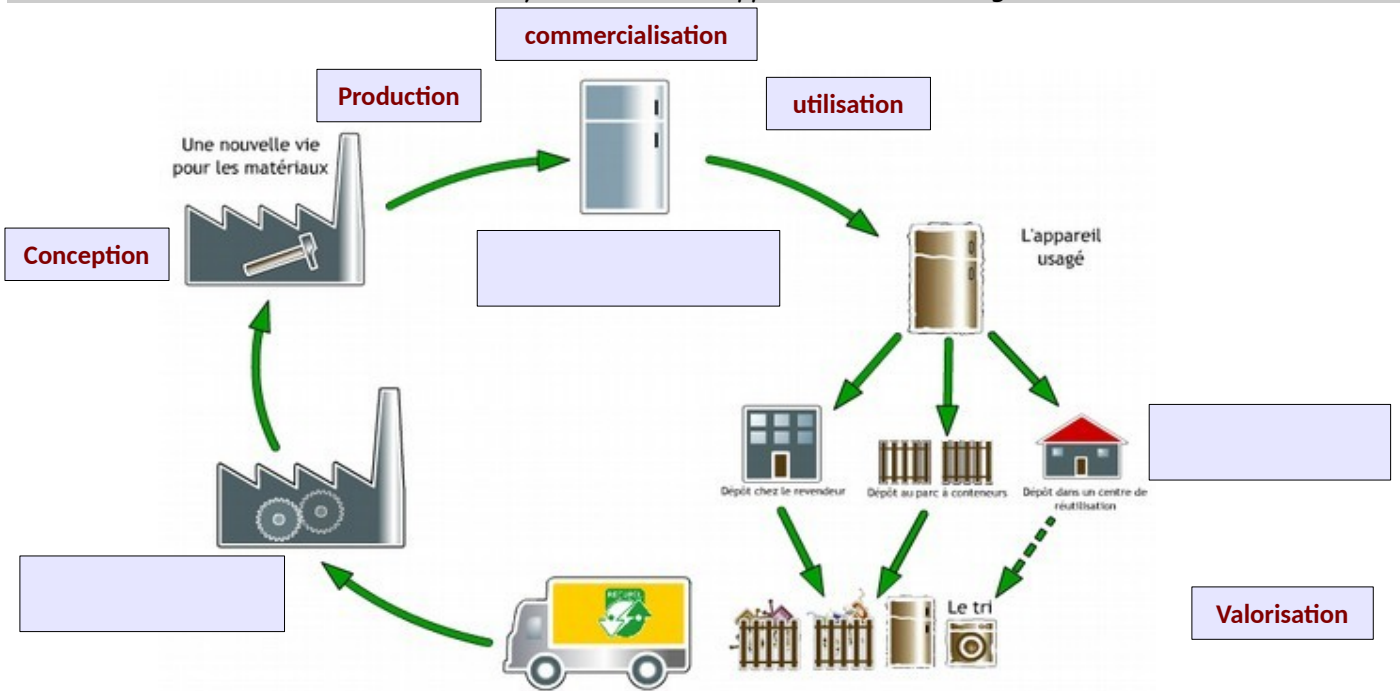 commercialisation
Production
utilisation
Une nouvelle vie
pour les matériaux
Conception
L'appareil
usagé
Dépôt chez le revendeur
Dépôt au parc à conteneurs
Dépôt dans un centre de
réutilisation
Le tri
RECUPEL
Valorisation